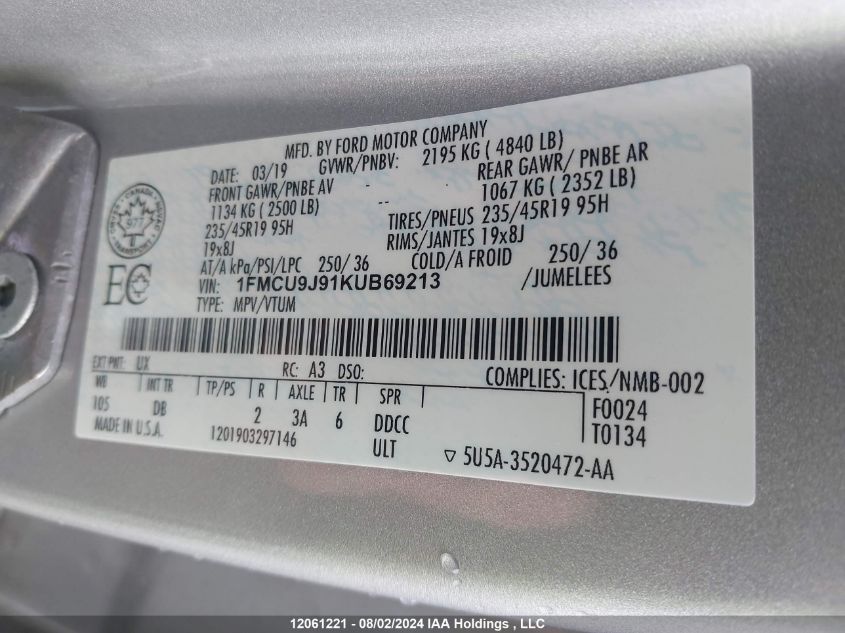 MFD. BY FORD MOTOR COMPANY
DATE: 03/19 GVWR/PNBV: 2195 KG ( 4840 LB)
FRONT GAWR/PNBE AV - REAR GAWR/ PNBE AR
1134 KG ( 2500 LB) - 1067 KG ( 2352 LB)
235/45R19 95H TIRES/PNEUS 235/45R19 95H
19x8J RIMS/JANTES 19x8J
AT/A kPa/PSI/LPC 250/ 36 COLD/A FROID 250/ 36
VIN: 1FMCU9J91KUB69213 /JUMELEES
TYPE: MPV/VTUM
CANADA
TRANSPORT
977
EC
EXT PNT: UX RC: A3 DSO: COMPLIES: ICES/NMB-002
WB INT TR TP/PS R AXLE TR SPR F0024
105 DB 2 3A 6 DDCC T0134
MADE IN U.S.A. 1201903297146 ULT 5U5A-3520472-AA
12061221 - 08/02/2024 IAA Holdings, LLC.